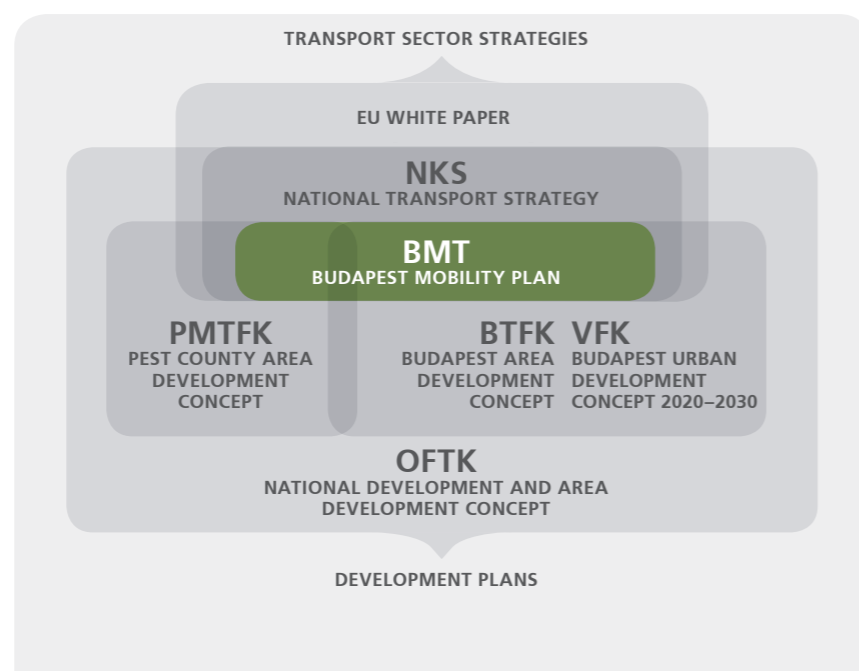 TRANSPORT SECTOR STRATEGIES
EU WHITE PAPER
NKS
NATIONAL TRANSPORT STRATEGY
BMT
BUDAPEST MOBILITY PLAN
PMTFK
PEST COUNTY AREA
DEVELOPMENT
CONCEPT
BTFK
BUDAPEST AREA
DEVELOPMENT
CONCEPT
VFK
BUDAPEST URBAN
DEVELOPMENT
CONCEPT 2020–2030
OFTK
NATIONAL DEVELOPMENT AND AREA
DEVELOPMENT CONCEPT
DEVELOPMENT PLANS